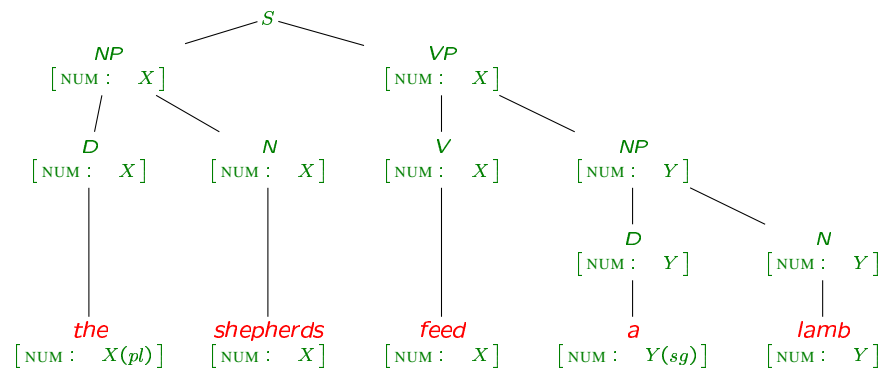 S
NP VP
[NUM: X] [NUM: X]
D N V NP
[NUM: X] [NUM: X] [NUM: X] [NUM: Y]
D N
[NUM: Y] [NUM: Y]
the shepherds feed a lamb
[NUM: X(pl)] [NUM: X] [NUM: X] [NUM: Y(sg)] [NUM: Y]